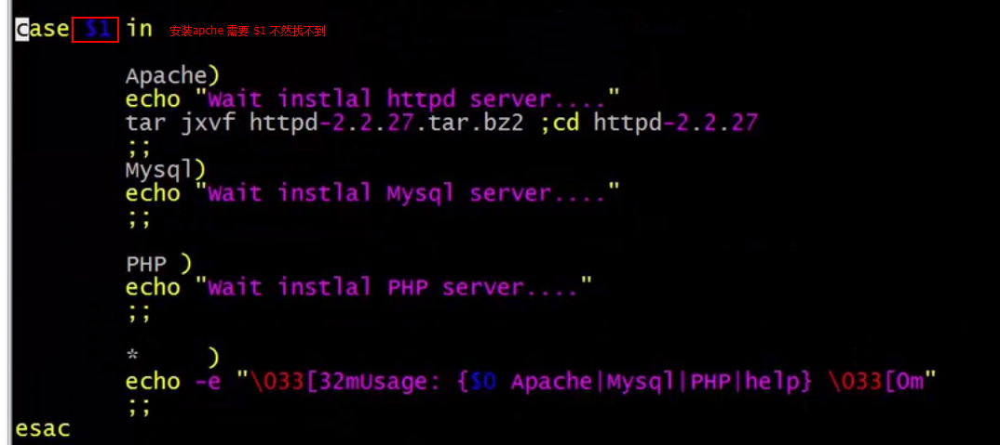 case $1 in 安装apche 需要 $1 不然找不到
Apache)
echo "Wait instlal httpd server...."
tar jxvf httpd-2.2.27.tar.bz2 ;cd httpd-2.2.27
;;
Mysql)
echo "Wait instlal Mysql server...."
;;
PHP )
echo "Wait instlal PHP server...."
;;
* )
echo -e "\033[32mUsage: {$0 Apache|Mysql|PHP|help} \033[0m"
;;
esac